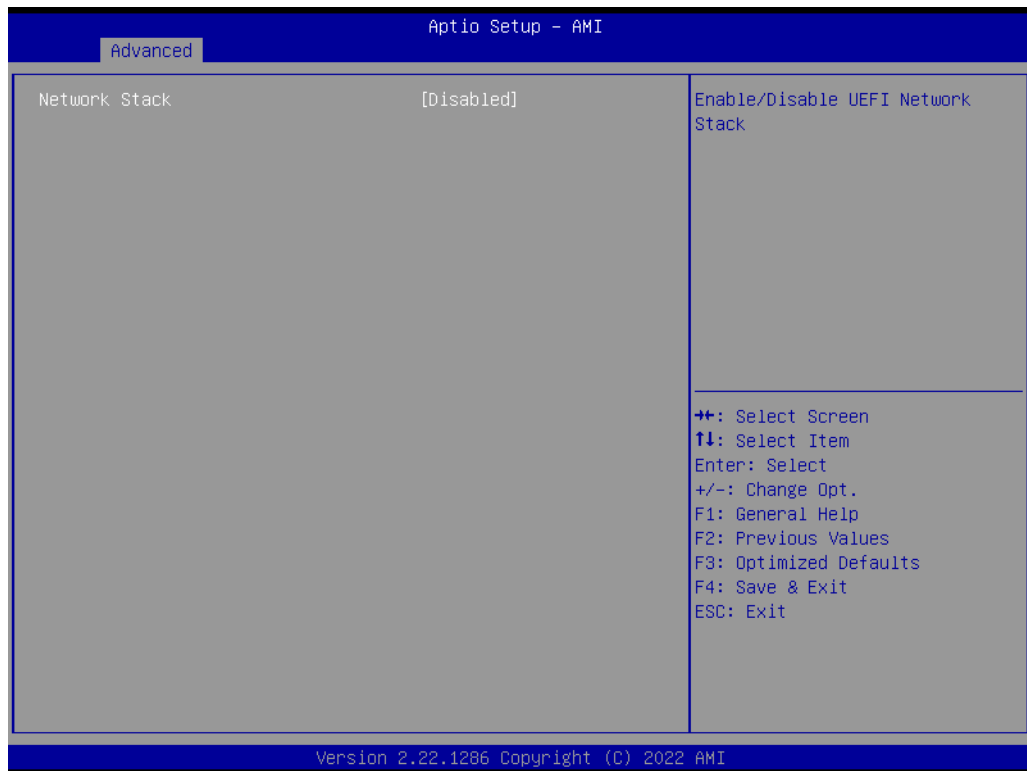 Aptio Setup – AMI
Advanced
Network Stack [Disabled]
Enable/Disable UEFI Network
Stack
→←: Select Screen
↑↓: Select Item
Enter: Select
+/-: Change Opt.
F1: General Help
F2: Previous Values
F3: Optimized Defaults
F4: Save & Exit
ESC: Exit
Version 2.22.1286 Copyright (C) 2022 AMI